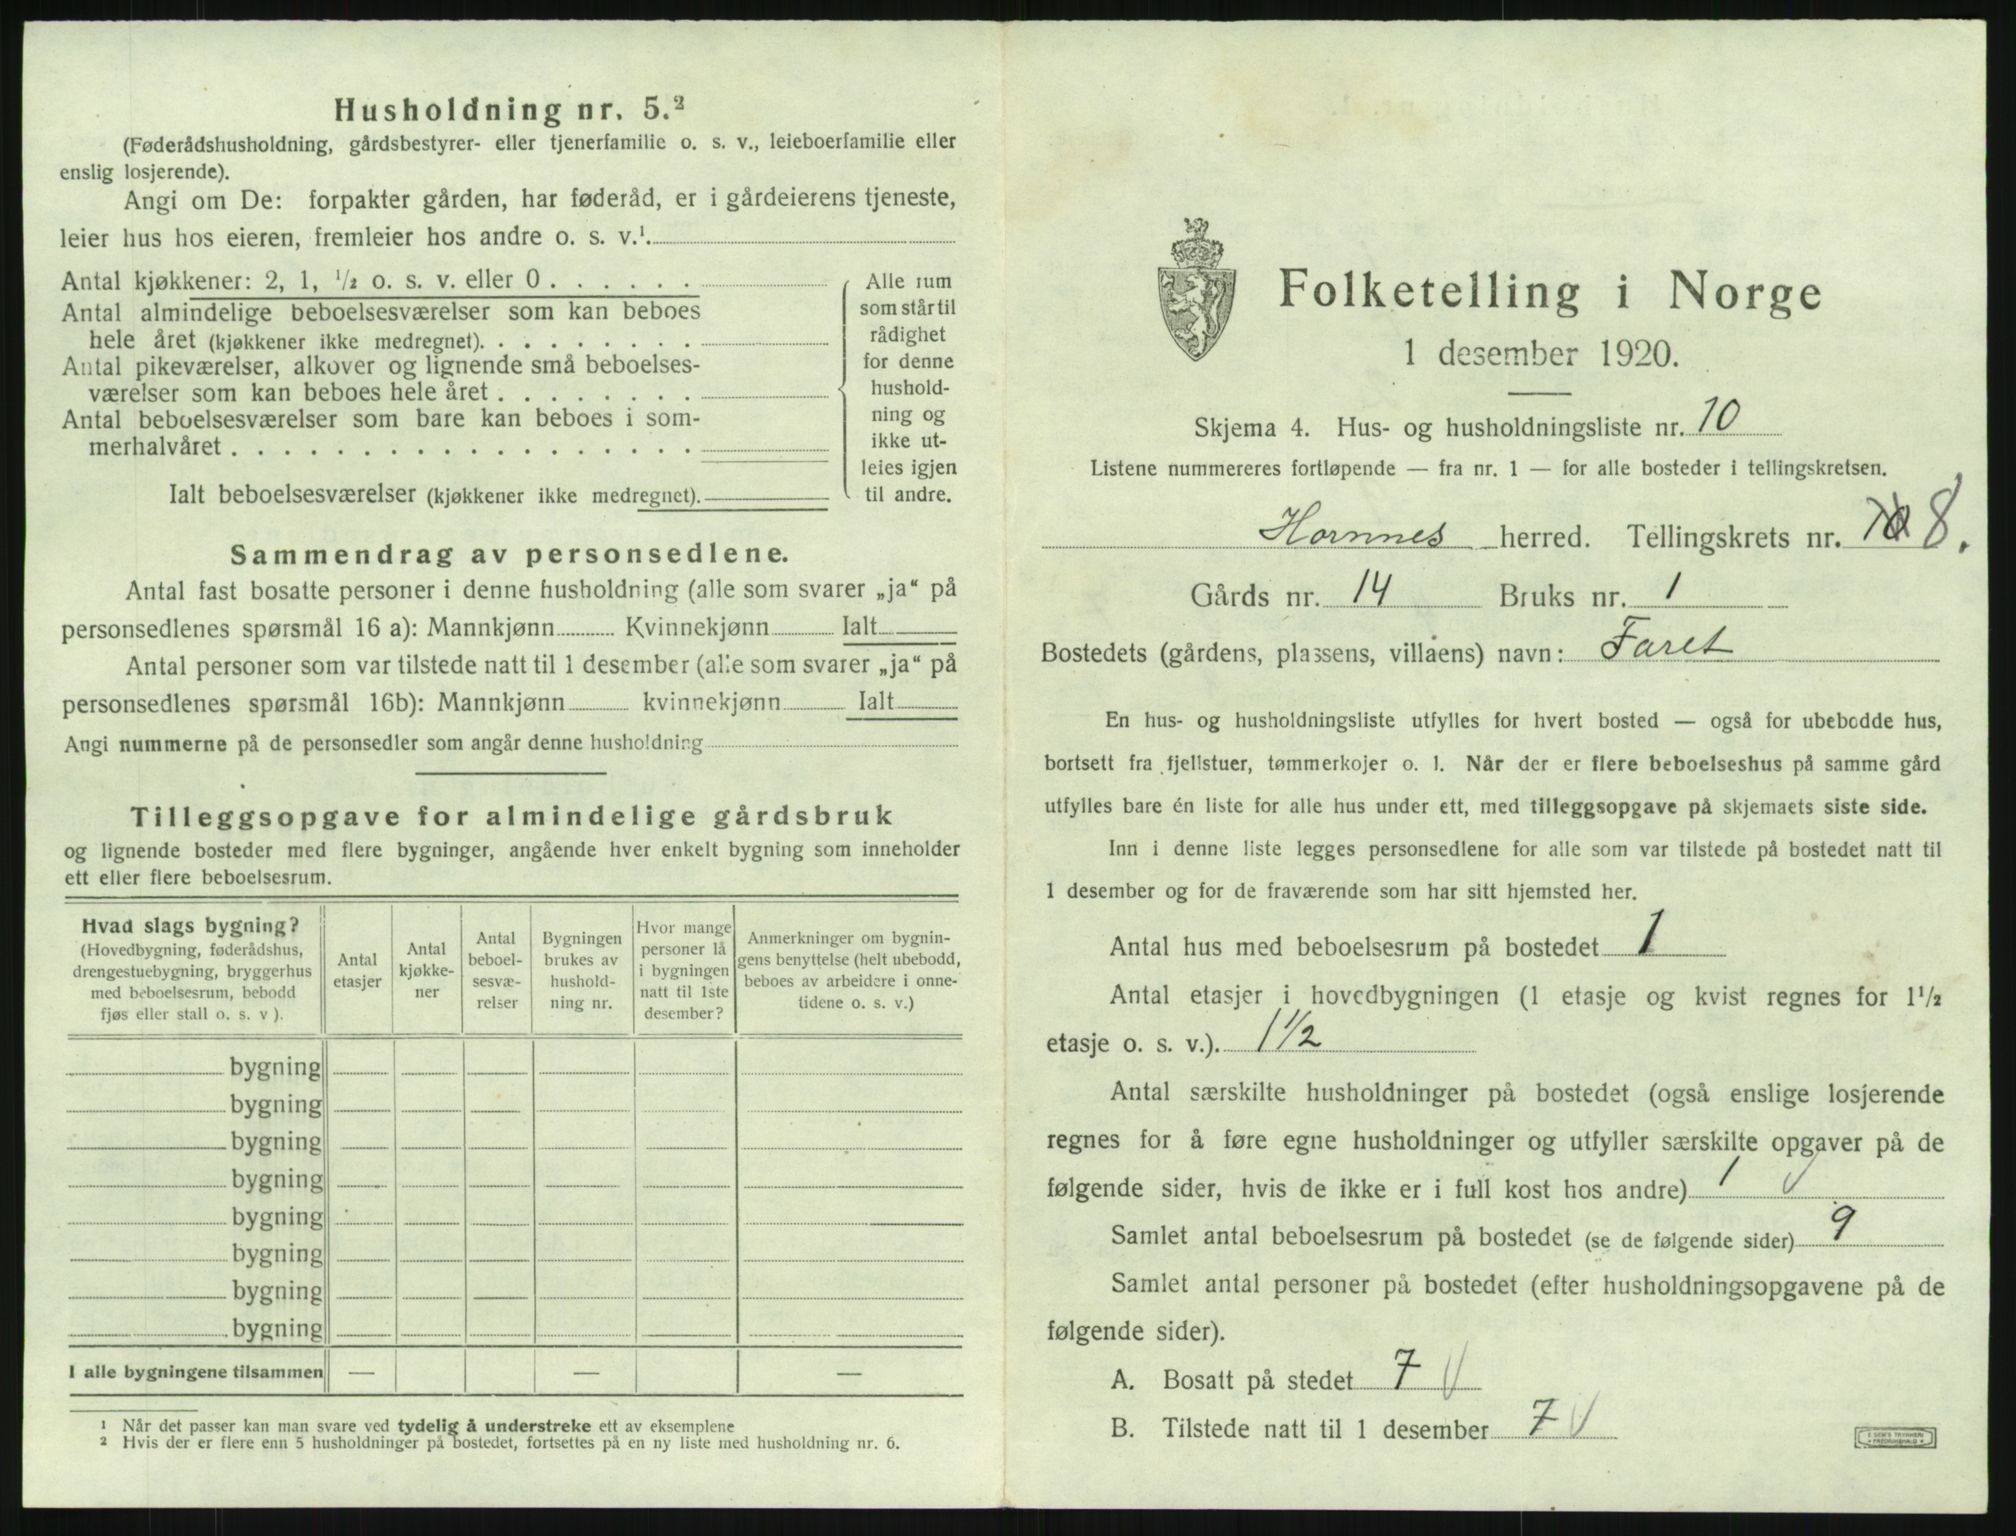 Husholdning nr. 5.²
(Føderådshusholdning, gårdsbestyrer- eller tjenerfamilie o. s. v., leieboerfamilie eller
enslig losjerende).
Angi om De: forpakter gården, har føderåd, er i gårdeierens tjeneste,
leier hus hos eieren, fremleier hos andre o. s. v.¹.
Antal kjøkkener: 2, 1, ½ o. s. v. eller 0 . . . . . .
Antal almindelige beboelsesværelser som kan beboes
hele året (kjøkkener ikke medregnet). . . . . . . . .
Antal pikeværelser, alkover og lignende små beboelses-
værelser som kan beboes hele året . . . . . . . .
Antal beboelsesværelser som bare kan beboes i som-
merhalvåret . . . . . . . . . . . . . . . . . .
Ialt beboelsesværelser (kjøkkener ikke medregnet).
Alle rum
som står til
rådighet
for denne
hushold-
ning og
ikke ut-
leies igjen
til andre.
Sammendrag av personsedlene.
Antal fast bosatte personer i denne husholdning (alle som svarer „ja“ på
personsedlenes spørsmål 16 a): Mannkjønn Kvinnekjønn Ialt
Antal personer som var tilstede natt til 1 desember (alle som svarer „ja“ på
personsedlenes spørsmål 16b): Mannkjønn kvinnekjønn Ialt
Angi nummerne på de personsedler som angår denne husholdning
Tilleggsopgave for almindelige gårdsbruk
og lignende bosteder med flere bygninger, angående hver enkelt bygning som inneholder
ett eller flere beboelsesrum.
Hvad slags bygning?
(Hovedbygning, føderådshus,
drengestuebygning, bryggerhus
med beboelsesrum, bebodd
fjøs eller stall o. s. v ).
Antal
etasjer
Antal
kjøkke-
ner
Antal
beboel-
sesvæ-
relser
Bygningen
brukes av
hushold-
ning nr.
Hvor mange
personer lå
i bygningen
natt til 1ste
desember?
Anmerkninger om bygnin-
gens benyttelse (helt ubebodd,
beboes av arbeidere i onne-
tidene o. s. v.)
bygning
bygning
bygning
bygning
bygning
bygning
bygning
bygning
I alle bygningene tilsammen — — —
¹ Når det passer kan man svare ved tydelig å understreke ett av eksemplene
² Hvis der er flere enn 5 husholdninger på bostedet, fortsettes på en ny liste med husholdning nr. 6.
Folketelling i Norge
1 desember 1920.
Skjema 4. Hus- og husholdningsliste nr. 10
Listene nummereres fortløpende — fra nr. 1 — for alle bosteder i tellingskretsen.
Hornnes herred. Tellingskrets nr. 8.
Gårds nr. 14 Bruks nr. 1
Bostedets (gårdens, plassens, villaens) navn: Faret
En hus- og husholdningsliste utfylles for hvert bosted — også for ubebodde hus,
bortsett fra fjellstuer, tømmerkojer o. l. Når der er flere beboelseshus på samme gård
utfylles bare én liste for alle hus under ett, med tilleggsopgave på skjemaets siste side.
Inn i denne liste legges personsedlene for alle som var tilstede på bostedet natt til
1 desember og for de fraværende som har sitt hjemsted her.
Antal hus med beboelsesrum på bostedet 1
Antal etasjer i hovedbygningen (1 etasje og kvist regnes for 1½
etasje o. s. v.). 1½
Antal særskilte husholdninger på bostedet (også enslige losjerende
regnes for å føre egne husholdninger og utfyller særskilte opgaver på de
følgende sider, hvis de ikke er i full kost hos andre) 1 √
Samlet antal beboelsesrum på bostedet (se de følgende sider) 9
Samlet antal personer på bostedet (efter husholdningsopgavene på de
følgende sider).
A. Bosatt på stedet 7 √
B. Tilstede natt til 1 desember 7 √